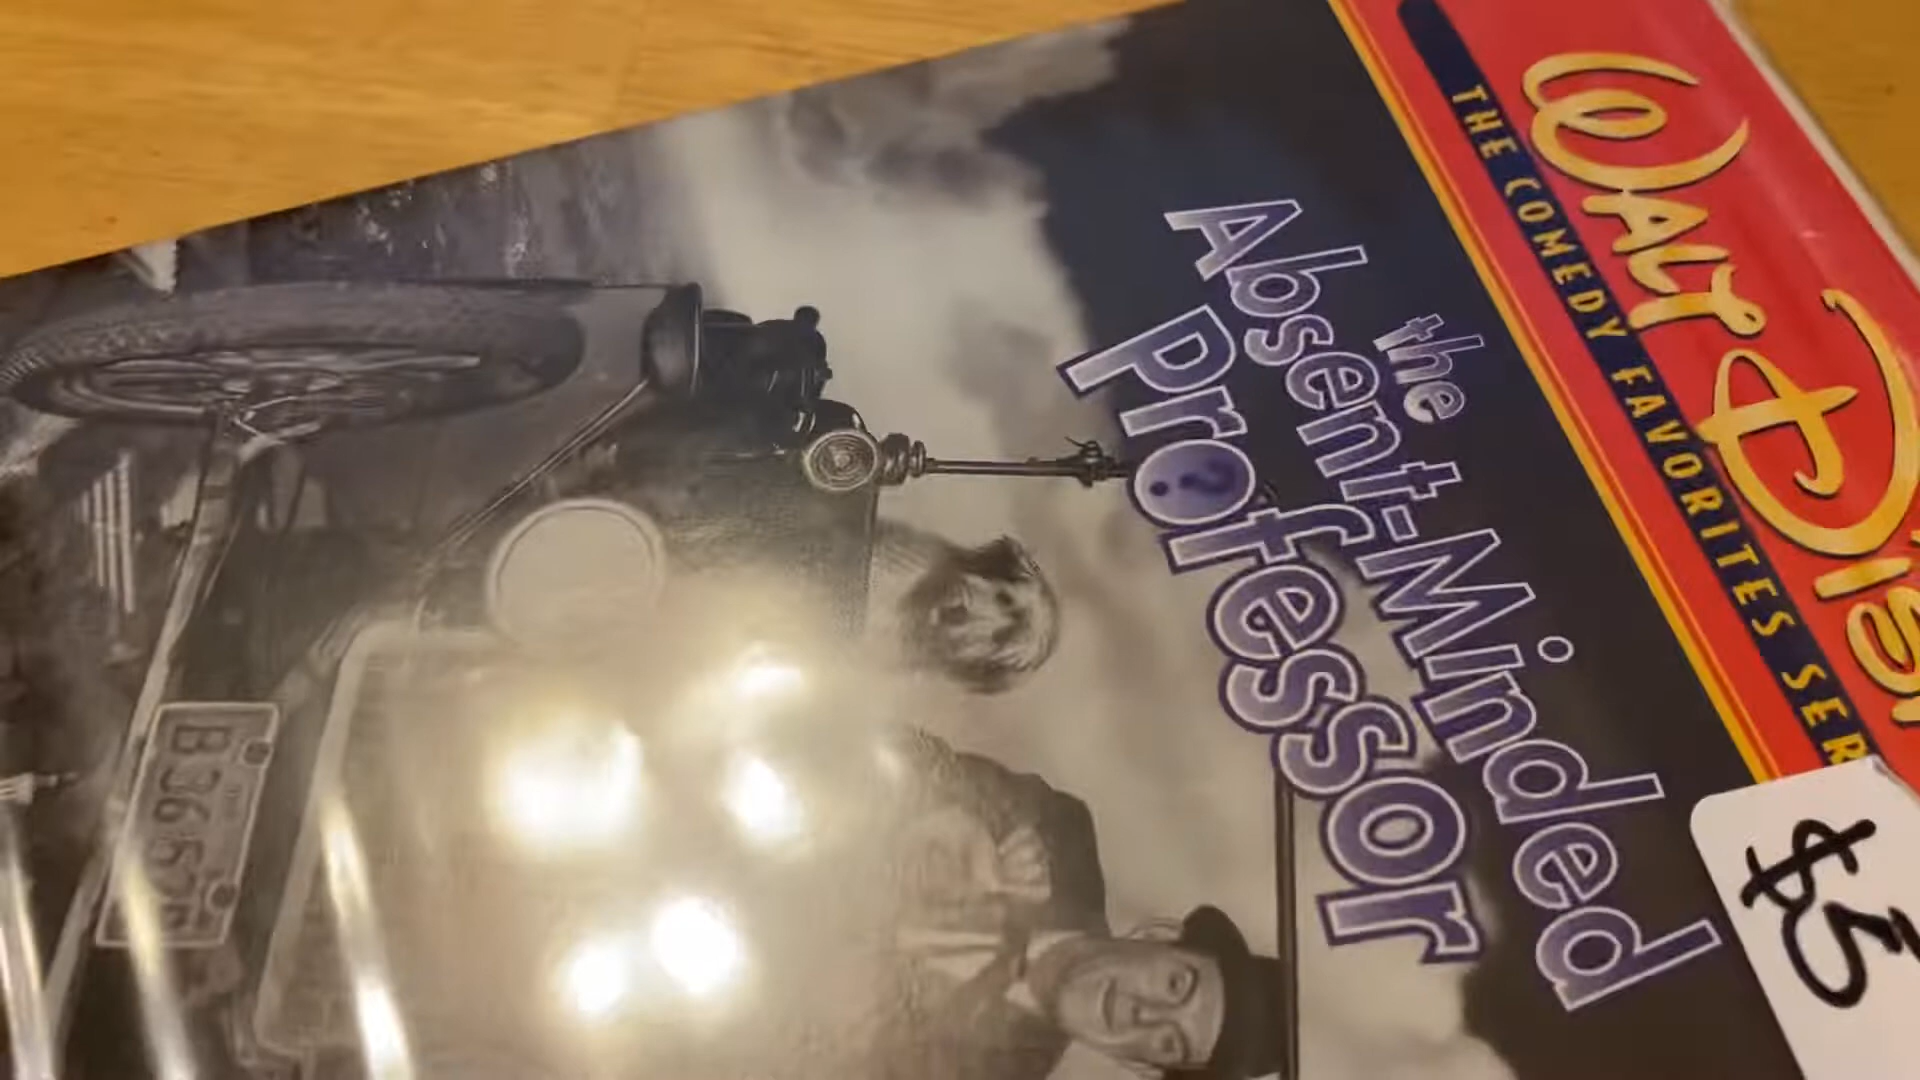 WALT DIS
THE COMEDY FAVORITES SER
the
Absent-Minded
Professor
$5